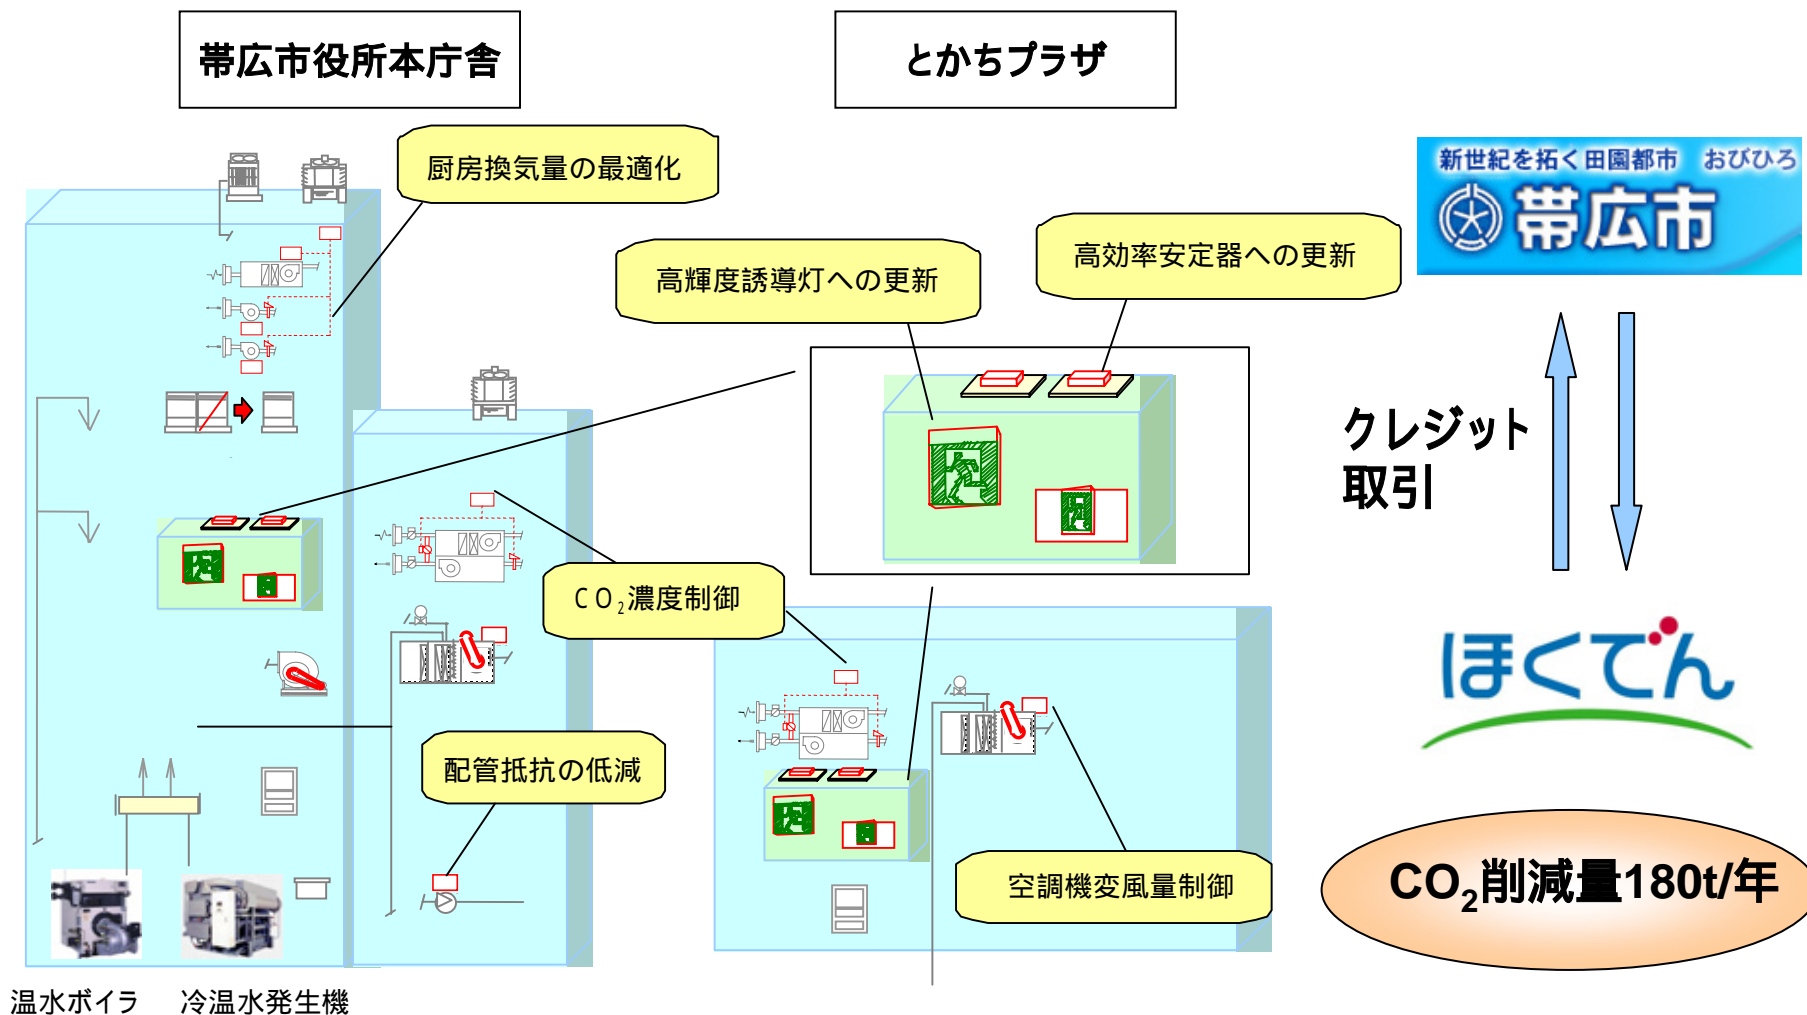 帯広市役所本庁舎
とかちプラザ
厨房換気量の最適化
高輝度誘導灯への更新
高効率安定器への更新
新世紀を拓く田園都市　おびひろ
帯広市
クレジット
取引
CO₂濃度制御
ほくでん
配管抵抗の低減
空調機変風量制御
CO₂削減量180t/年
温水ボイラ
冷温水発生機